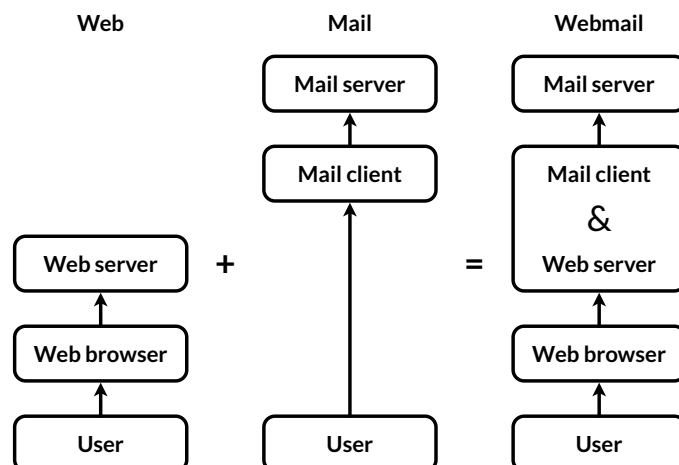 Web
Mail
Webmail
Mail server
Mail server
Mail client
Mail client
&
Web server
+
=
Web server
Web browser
Web browser
User
User
User